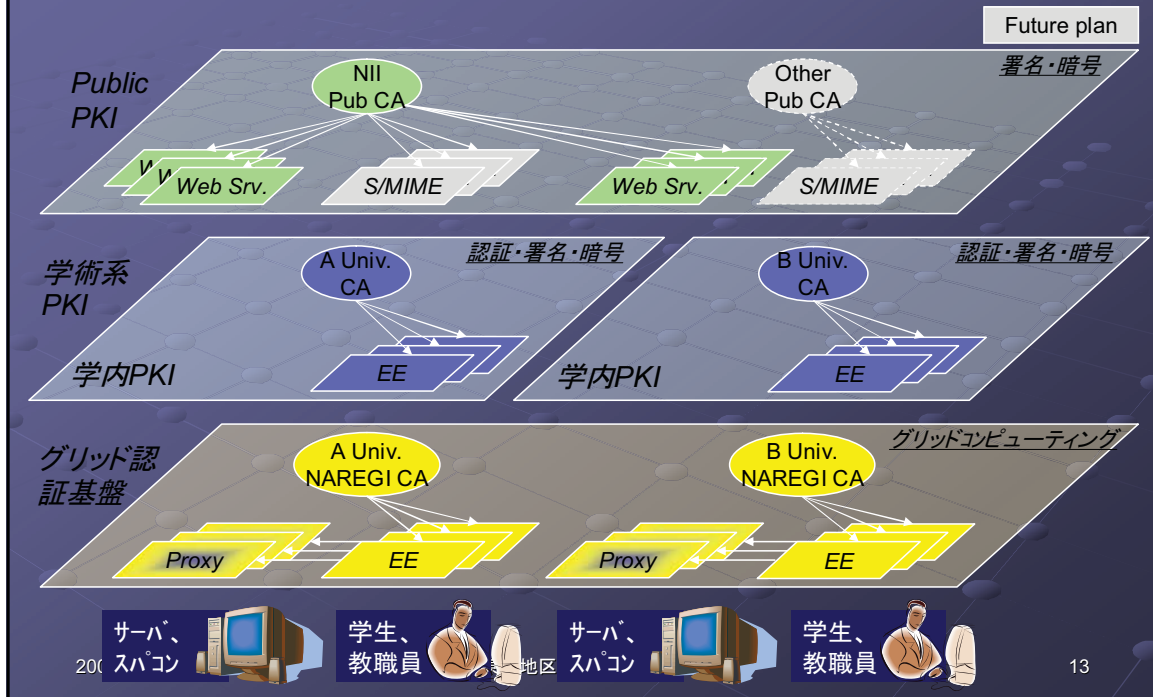 Future plan
Public
PKI
署名・暗号
NII
Pub CA
Other
Pub CA
W
W
Web Srv.
S/MIME
Web Srv.
S/MIME
学術系
PKI
認証・署名・暗号
A Univ.
CA
EE
学内PKI
認証・署名・暗号
B Univ.
CA
EE
学内PKI
グリッド認
証基盤
グリッドコンピューティング
A Univ.
NAREGI CA
B Univ.
NAREGI CA
Proxy
EE
Proxy
EE
サーバ、
スパコン
学生、
教職員
サーバ、
スパコン
学生、
教職員
200
地区
13